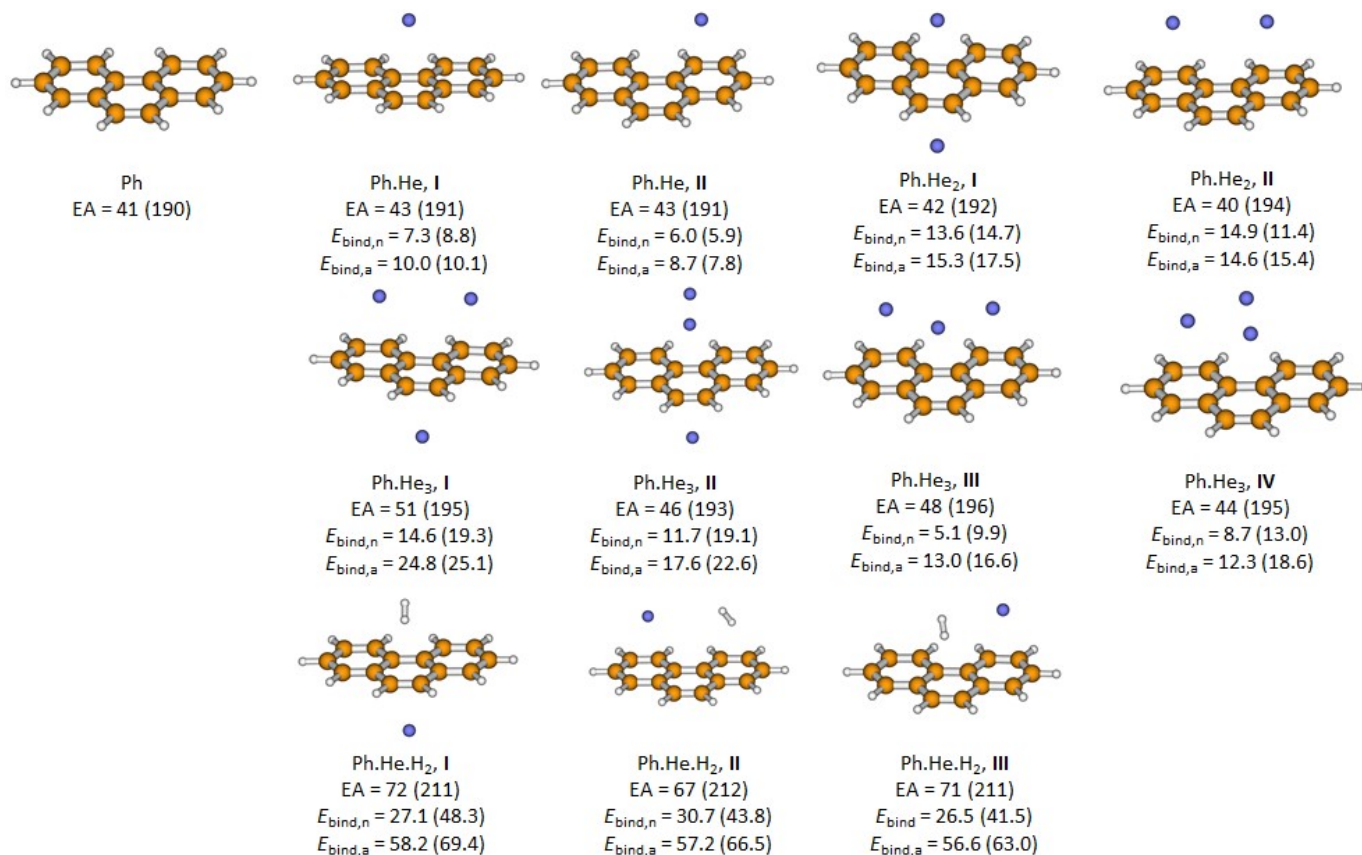 Ph
EA = 41 (190)
Ph.He, I
EA = 43 (191)
Ebind,n = 7.3 (8.8)
Ebind,a = 10.0 (10.1)
Ph.He, II
EA = 43 (191)
Ebind,n = 6.0 (5.9)
Ebind,a = 8.7 (7.8)
Ph.He2, I
EA = 42 (192)
Ebind,n = 13.6 (14.7)
Ebind,a = 15.3 (17.5)
Ph.He2, II
EA = 40 (194)
Ebind,n = 14.9 (11.4)
Ebind,a = 14.6 (15.4)
Ph.He3, I
EA = 51 (195)
Ebind,n = 14.6 (19.3)
Ebind,a = 24.8 (25.1)
Ph.He3, II
EA = 46 (193)
Ebind,n = 11.7 (19.1)
Ebind,a = 17.6 (22.6)
Ph.He3, III
EA = 48 (196)
Ebind,n = 5.1 (9.9)
Ebind,a = 13.0 (16.6)
Ph.He3, IV
EA = 44 (195)
Ebind,n = 8.7 (13.0)
Ebind,a = 12.3 (18.6)
Ph.He.H2, I
EA = 72 (211)
Ebind,n = 27.1 (48.3)
Ebind,a = 58.2 (69.4)
Ph.He.H2, II
EA = 67 (212)
Ebind,n = 30.7 (43.8)
Ebind,a = 57.2 (66.5)
Ph.He.H2, III
EA = 71 (211)
Ebind = 26.5 (41.5)
Ebind,a = 56.6 (63.0)